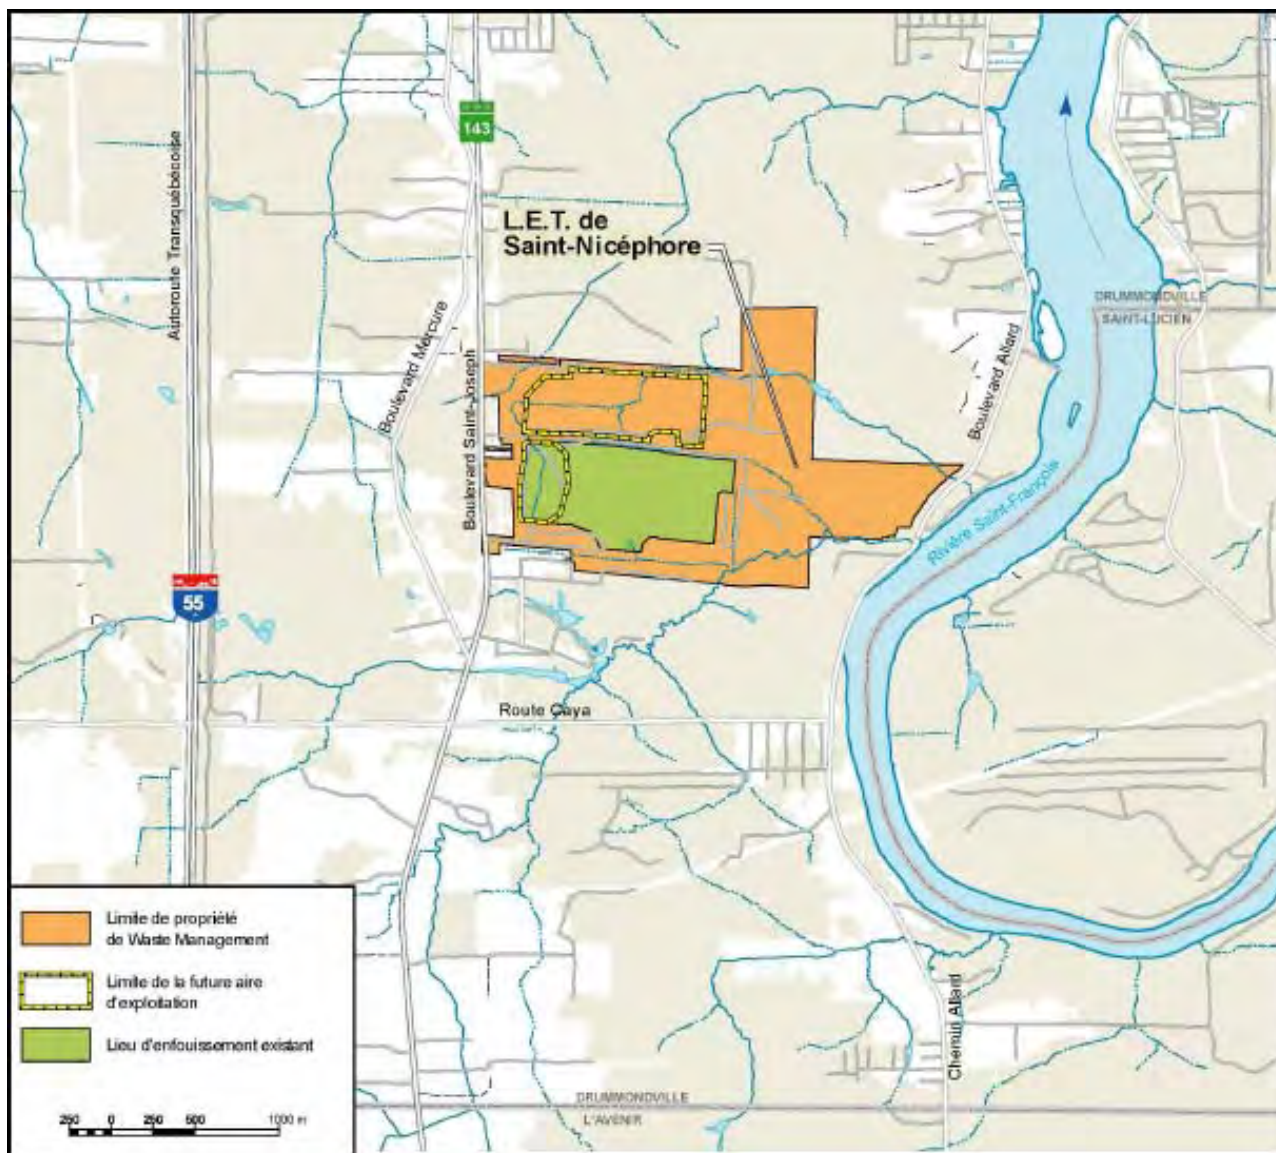 143
Autoroute Transquébécoise
L.E.T. de
Saint-Nicéphore
DRUMMONDVILLE
SAINT-LUCIEN
Boulevard Mercure
Boulevard Saint-Joseph
Boulevard Allard
Rivière Saint-François
55
Route Caya
Limite de propriété
de Waste Management
Limite de la future aire
d'exploitation
Lieu d'enfouissement existant
250 0 250 500 1000 m
Chemin Allard
DRUMMONDVILLE
L'AVENIR